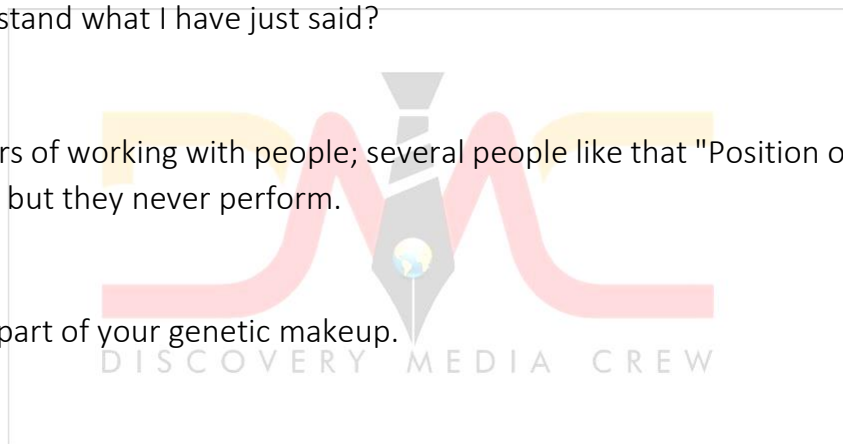 stand what I have just said?
rs of working with people; several people like that "Position o
but they never perform.
part of your genetic makeup.
DISCOVERY MEDIA CREW